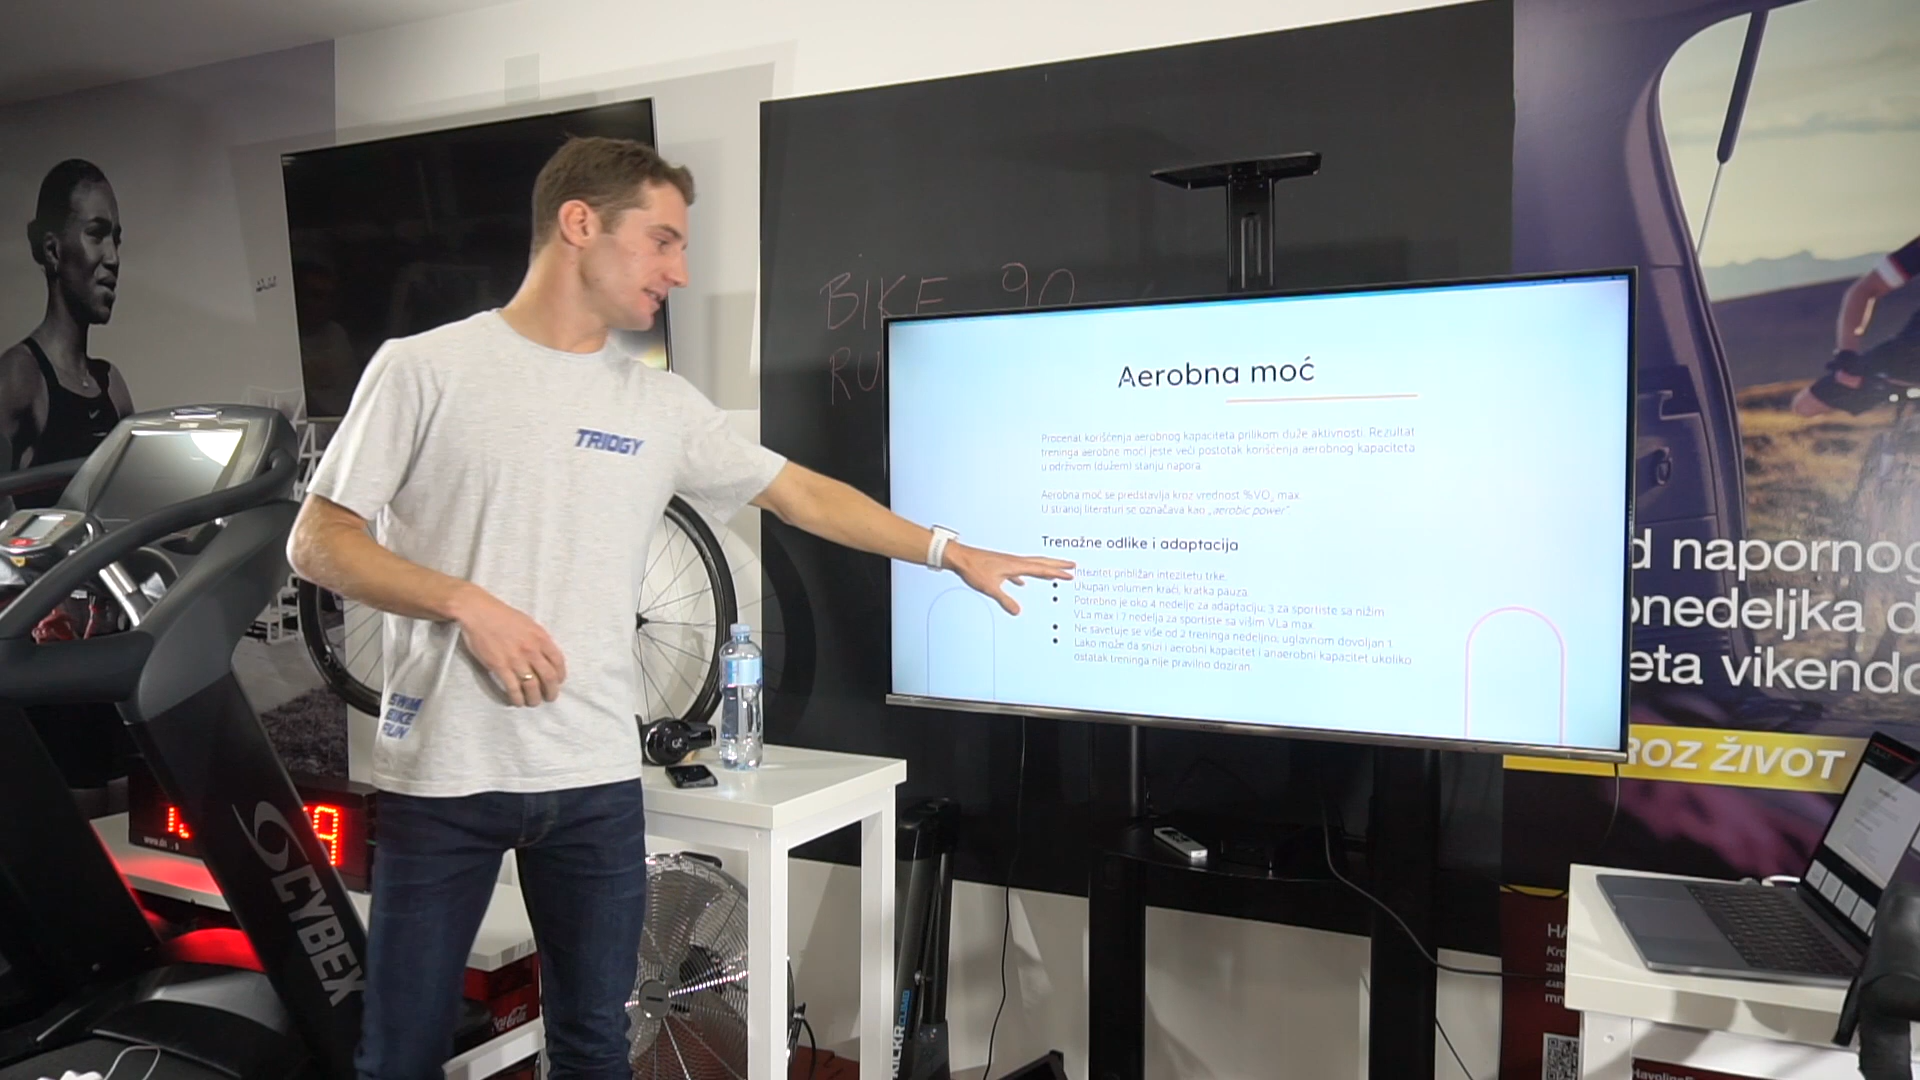 BIKE 90
RU
TRIOGY
SWIM
BIKE
RUN
Aerobna moć
Procenat korišćenja aerobnog kapaciteta prilikom duže aktivnosti. Rezultat
treninga aerobne moći jeste veći postotak korišćenja aerobnog kapaciteta
u održivom (dužem) stanju napora.
Aerobna moć se predstavlja kroz vrednost %VO₂ max.
U stranoj literaturi se označava kao „aerobic power“.
Trenažne odlike i adaptacija
Intezitet približan intezitetu trke.
Ukupan volumen kraći, kratka pauza.
Potrebno je oko 4 nedelje za adaptaciju, 3 za sportiste sa nižim
VLa max i 7 nedelja za sportiste sa višim VLa max.
Ne savetuje se više od 2 treninga nedeljno, uglavnom dovoljan 1.
Lako može da snizi i aerobni kapacitet i anaerobni kapacitet ukoliko
ostatak treninga nije pravilno doziran.
d napornog
onedeljka d
eta vikendo
ROZ ŽIVOT
CYBEX
KICKR CLIMB
www.da